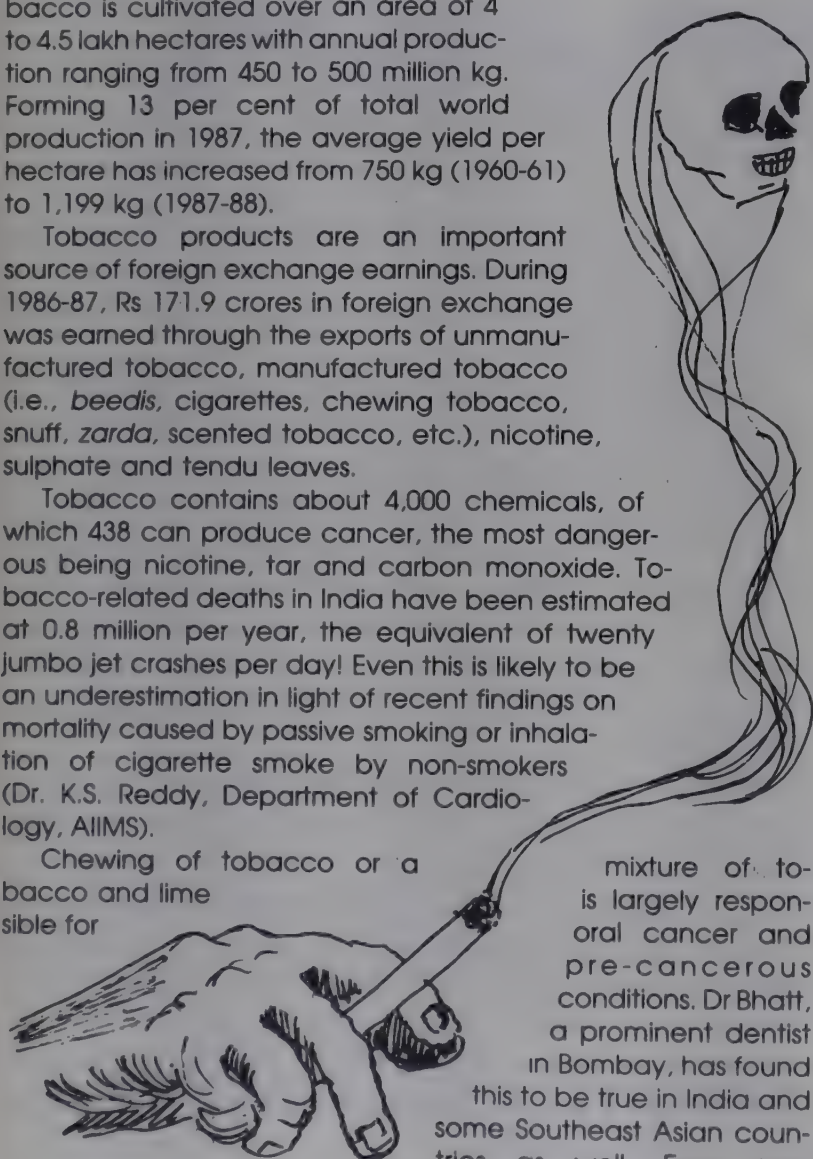 bacco is cultivated over an area of 4
to 4.5 lakh hectares with annual produc-
tion ranging from 450 to 500 million kg.
Forming 13 per cent of total world
production in 1987, the average yield per
hectare has increased from 750 kg (1960-61)
to 1,199 kg (1987-88).
Tobacco products are an important
source of foreign exchange earnings. During
1986-87, Rs 171.9 crores in foreign exchange
was earned through the exports of unmanu-
factured tobacco, manufactured tobacco
(i.e., beedis, cigarettes, chewing tobacco,
snuff, zarda, scented tobacco, etc.), nicotine,
sulphate and tendu leaves.
Tobacco contains about 4,000 chemicals, of
which 438 can produce cancer, the most danger-
ous being nicotine, tar and carbon monoxide. To-
bacco-related deaths in India have been estimated
at 0.8 million per year, the equivalent of twenty
jumbo jet crashes per day! Even this is likely to be
an underestimation in light of recent findings on
mortality caused by passive smoking or inhala-
tion of cigarette smoke by non-smokers
(Dr. K.S. Reddy, Department of Cardio-
logy, AIIMS).
Chewing of tobacco or a mixture of to-
bacco and lime is largely respon-
sible for oral cancer and
pre-cancerous
conditions. Dr Bhatt,
a prominent dentist
in Bombay, has found
this to be true in India and
some Southeast Asian coun-
tries as well.